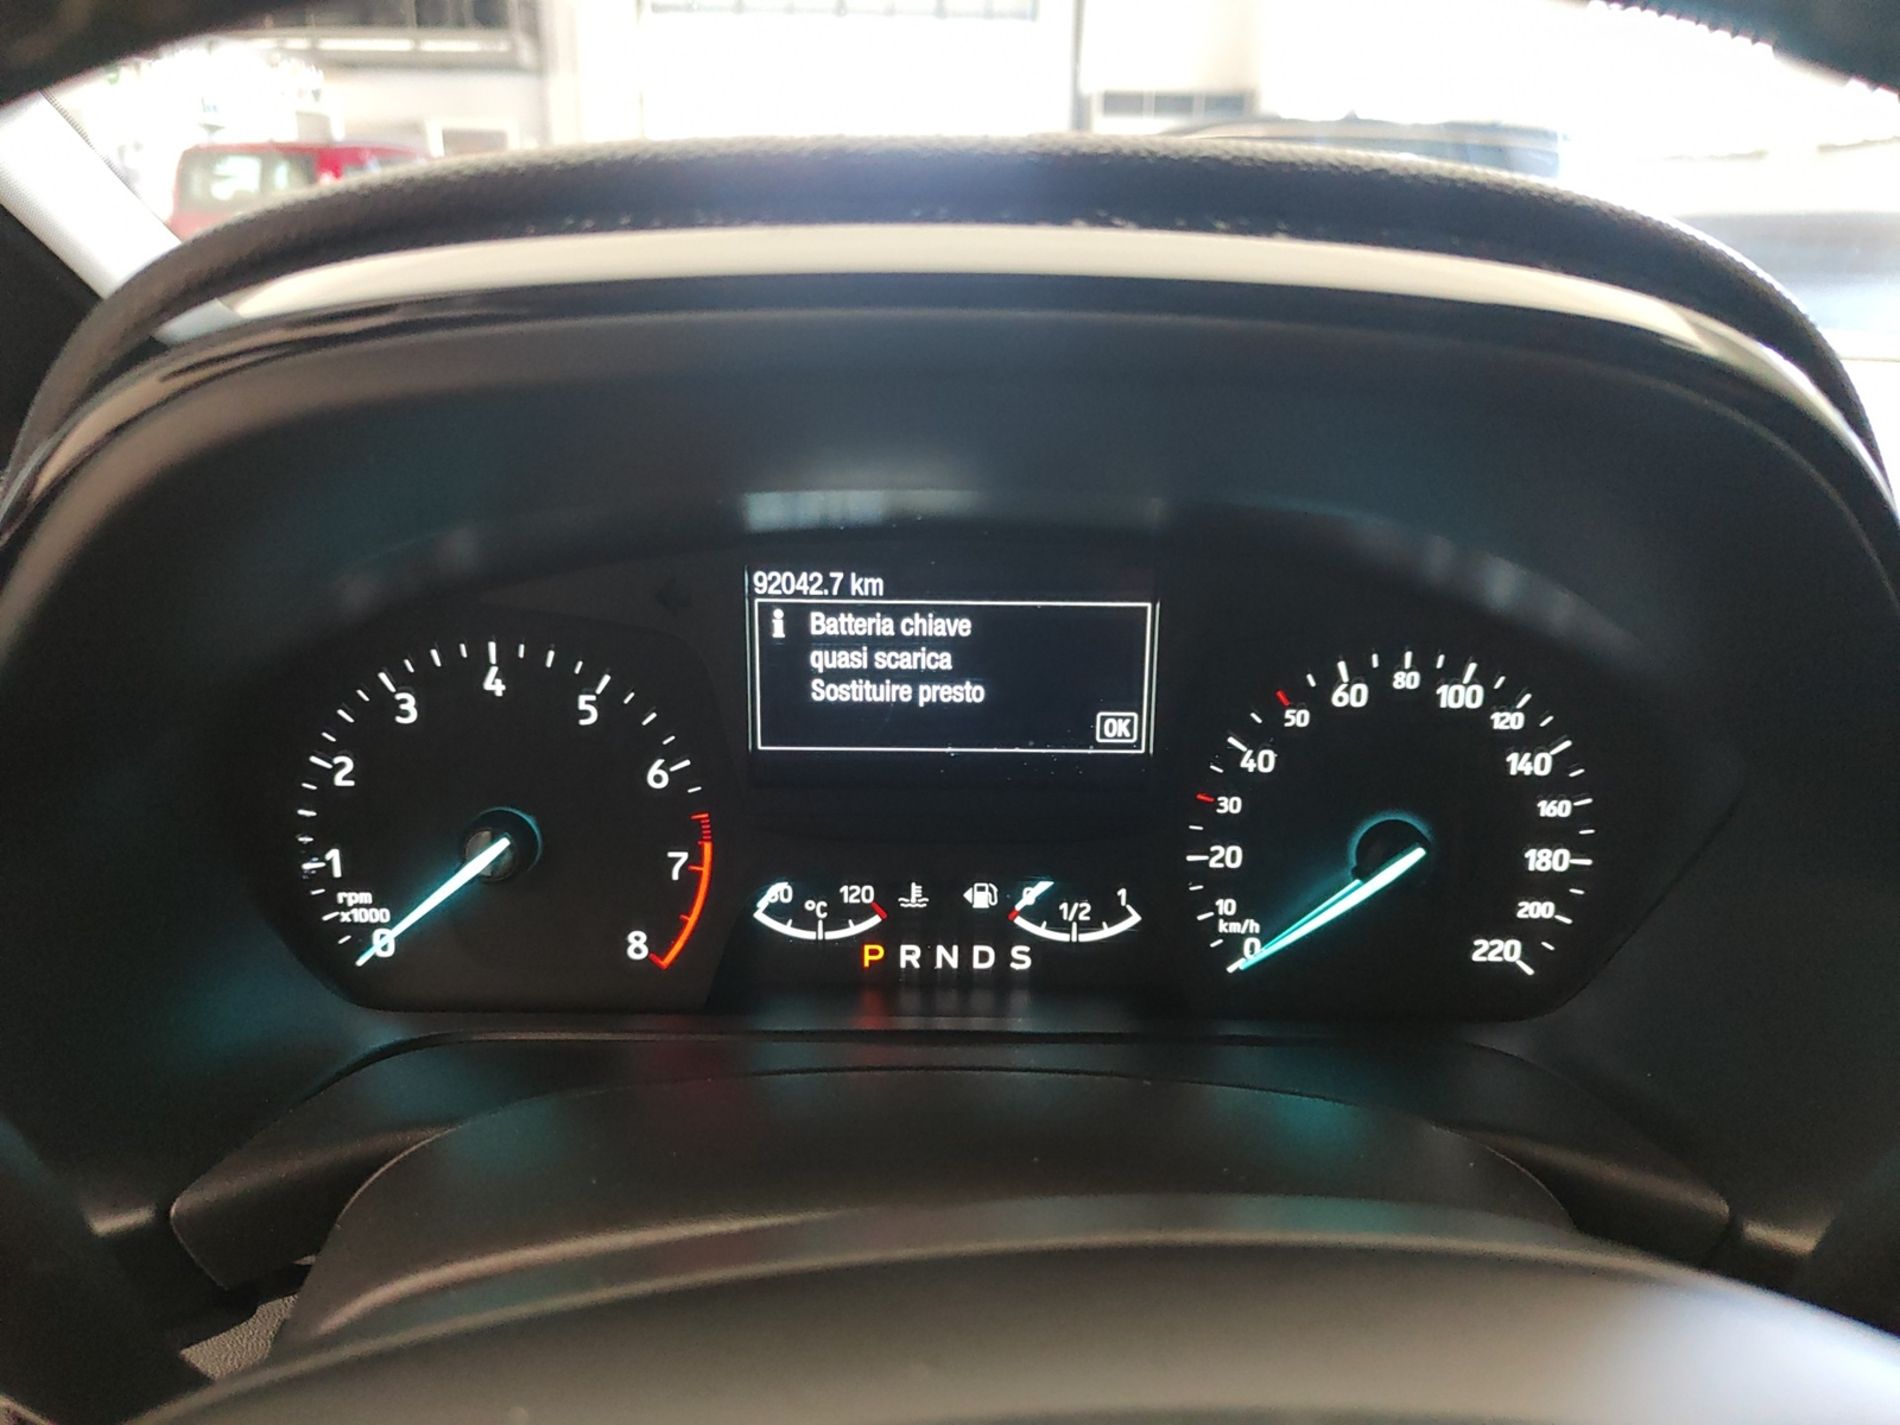 92042.7 km
i Batteria chiave
quasi scarica
Sostituire presto
OK
0 1 2 3 4 5 6 7 8
rpm
x1000
60 °C 120
0 1/2 1
P R N D S
0 10 20 30 40 50 60 80 100 120 140 160 180 200 220
km/h